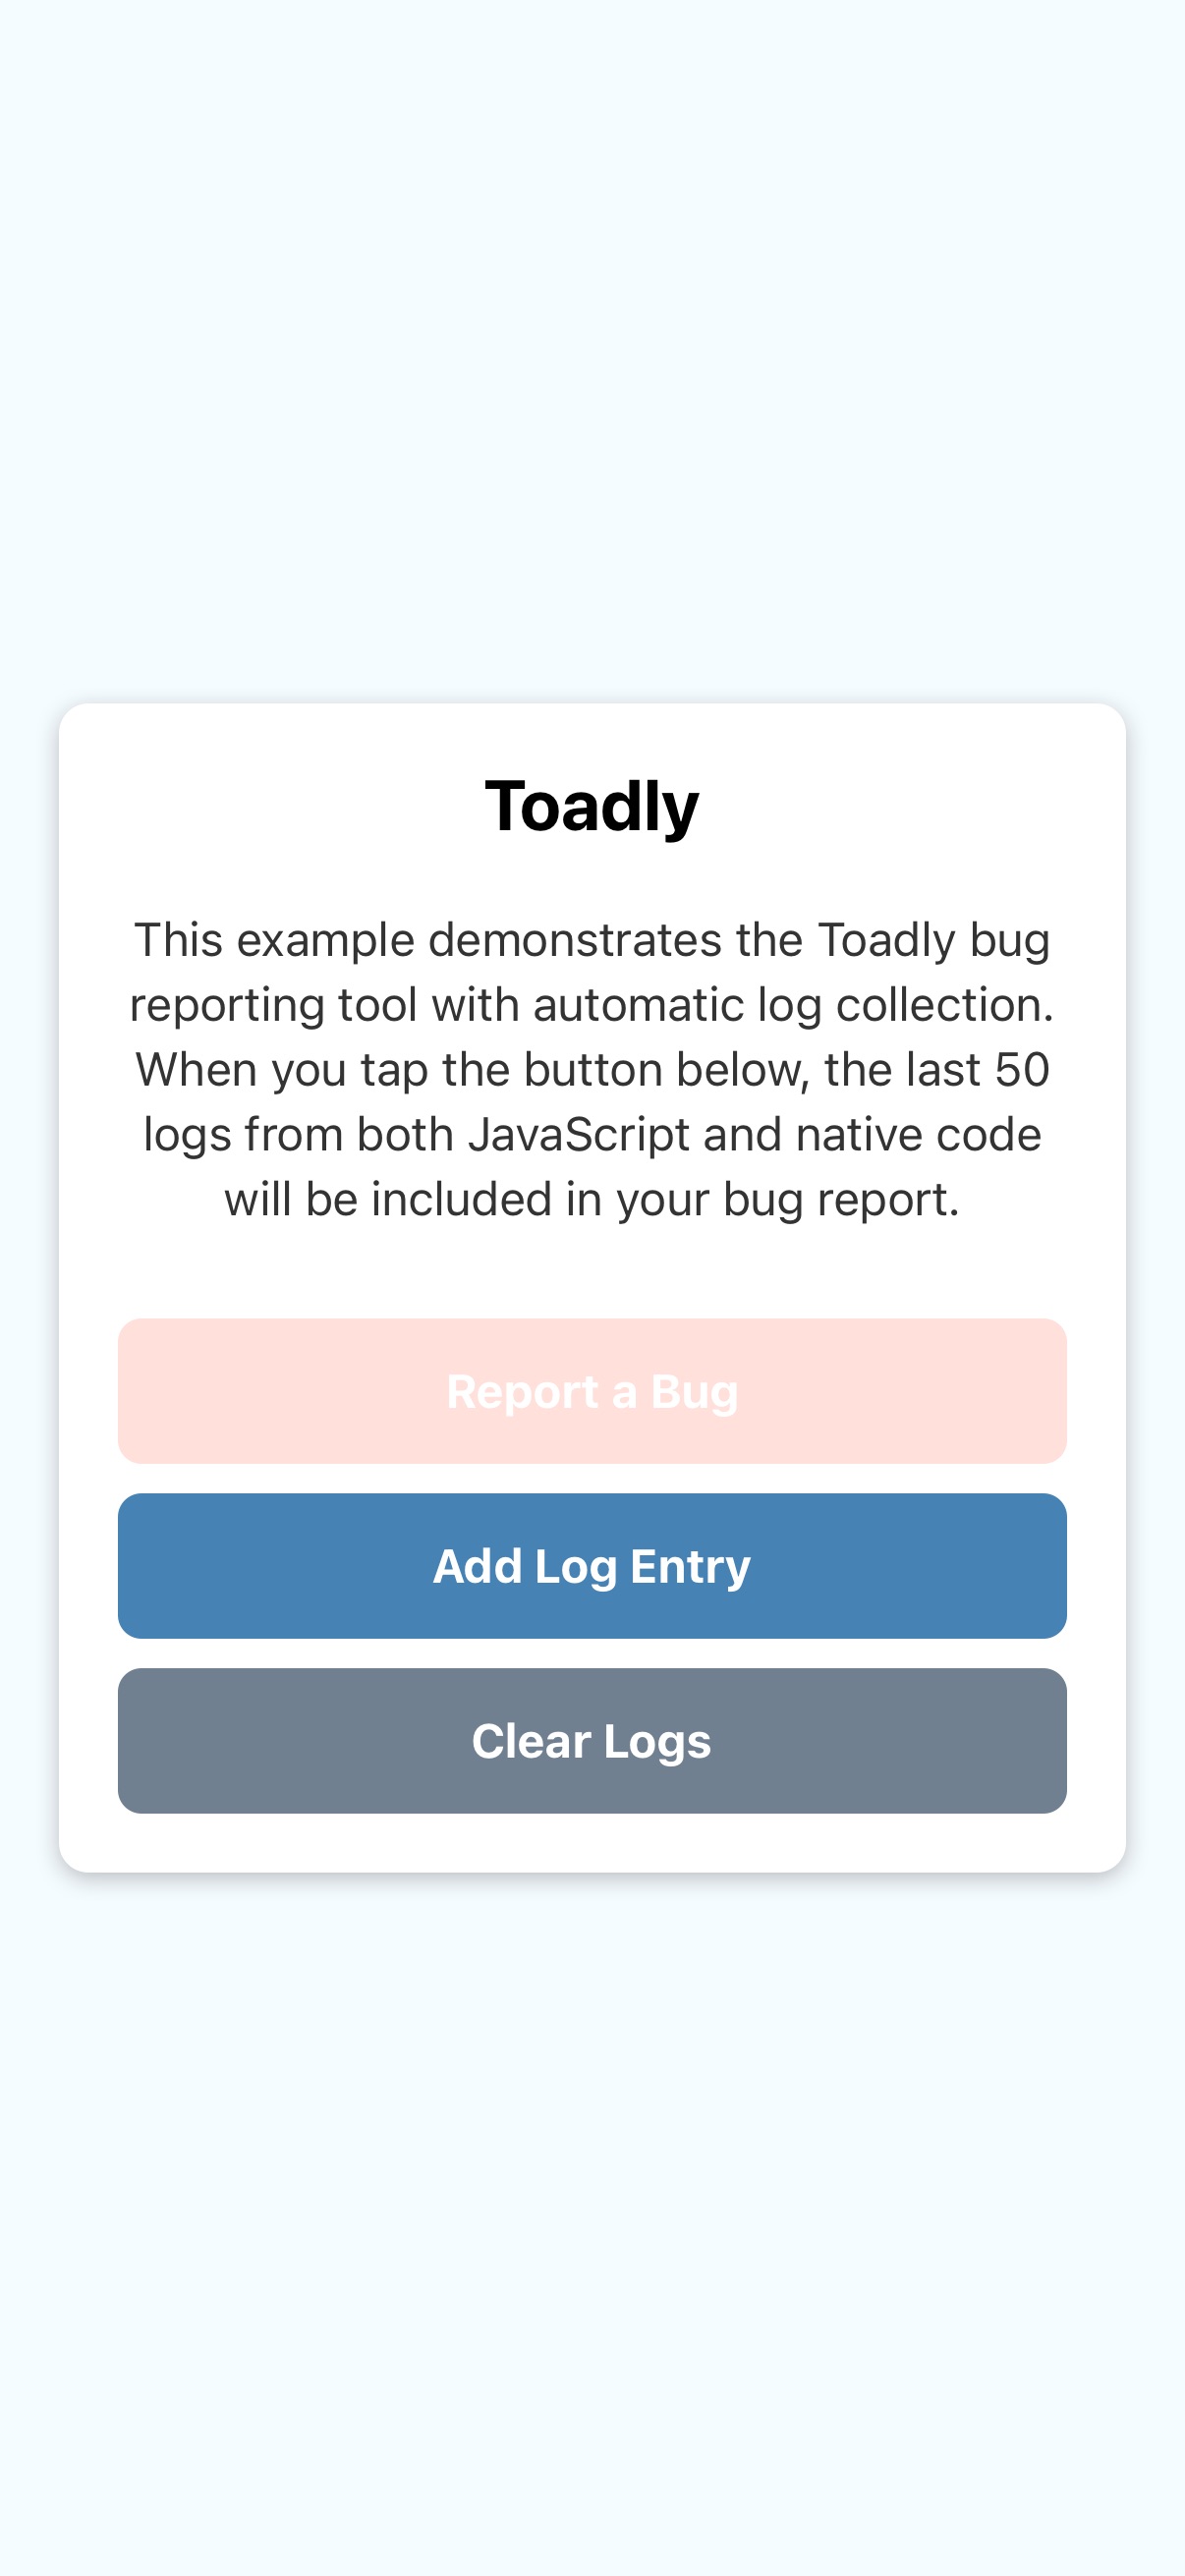 Toadly
This example demonstrates the Toadly bug
reporting tool with automatic log collection.
When you tap the button below, the last 50
logs from both JavaScript and native code
will be included in your bug report.
Report a Bug
Add Log Entry
Clear Logs